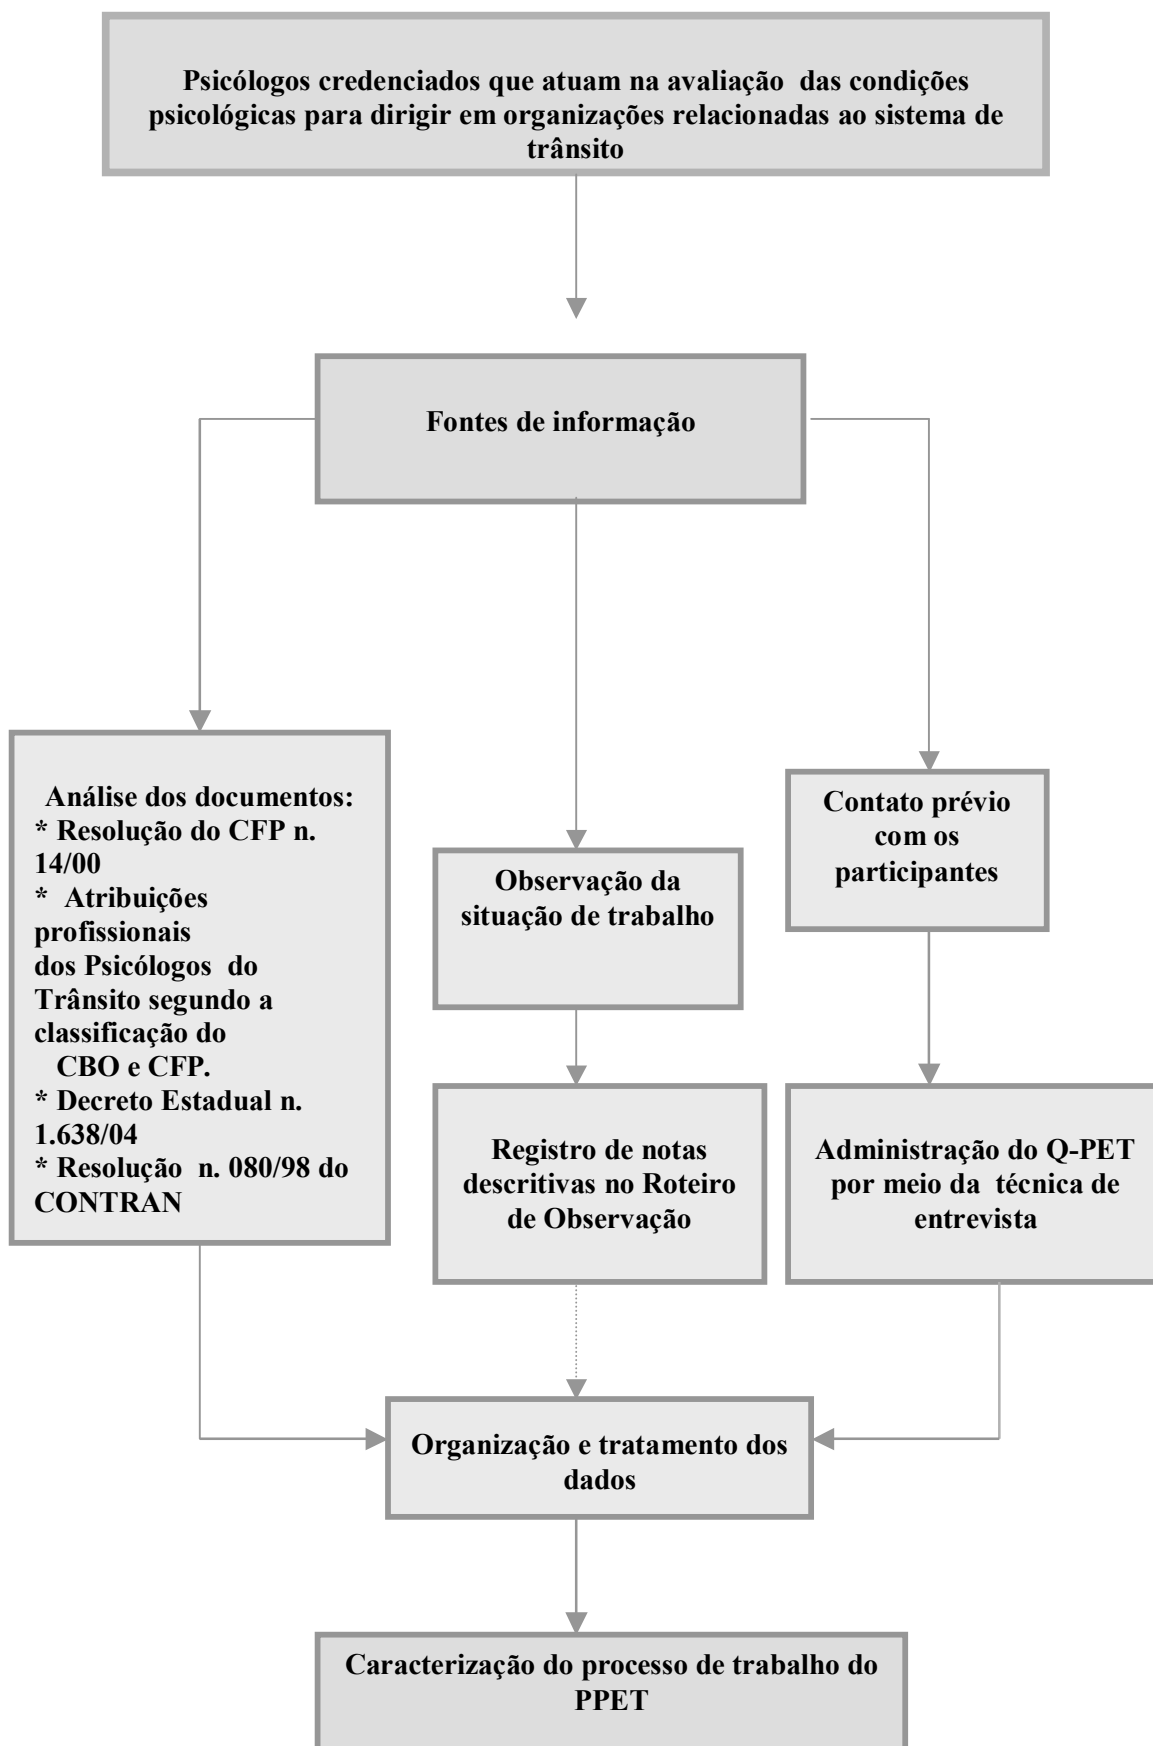 Psicólogos credenciados que atuam na avaliação das condições
psicológicas para dirigir em organizações relacionadas ao sistema de
trânsito
Fontes de informação
Análise dos documentos:
* Resolução do CFP n.
14/00
* Atribuições
profissionais
dos Psicólogos do
Trânsito segundo a
classificação do
CBO e CFP.
* Decreto Estadual n.
1.638/04
* Resolução n. 080/98 do
CONTRAN
Observação da
situação de trabalho
Contato prévio
com os
participantes
Registro de notas
descritivas no Roteiro
de Observação
Administração do Q-PET
por meio da técnica de
entrevista
Organização e tratamento dos
dados
Caracterização do processo de trabalho do
PPET